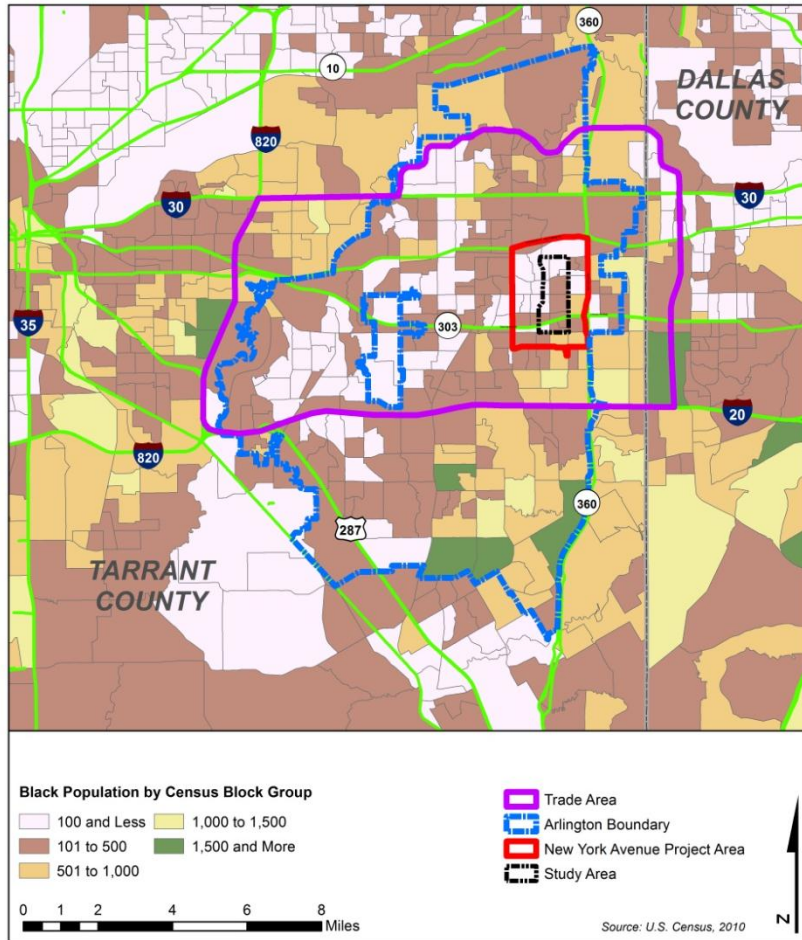 360
10
DALLAS
COUNTY
820
30
30
303
35
20
820
360
287
TARRANT
COUNTY
Black Population by Census Block Group
100 and Less
1,000 to 1,500
101 to 500
1,500 and More
501 to 1,000
Trade Area
Arlington Boundary
New York Avenue Project Area
Study Area
0 1 2 4 6 8
Miles
Source: U.S. Census, 2010
N